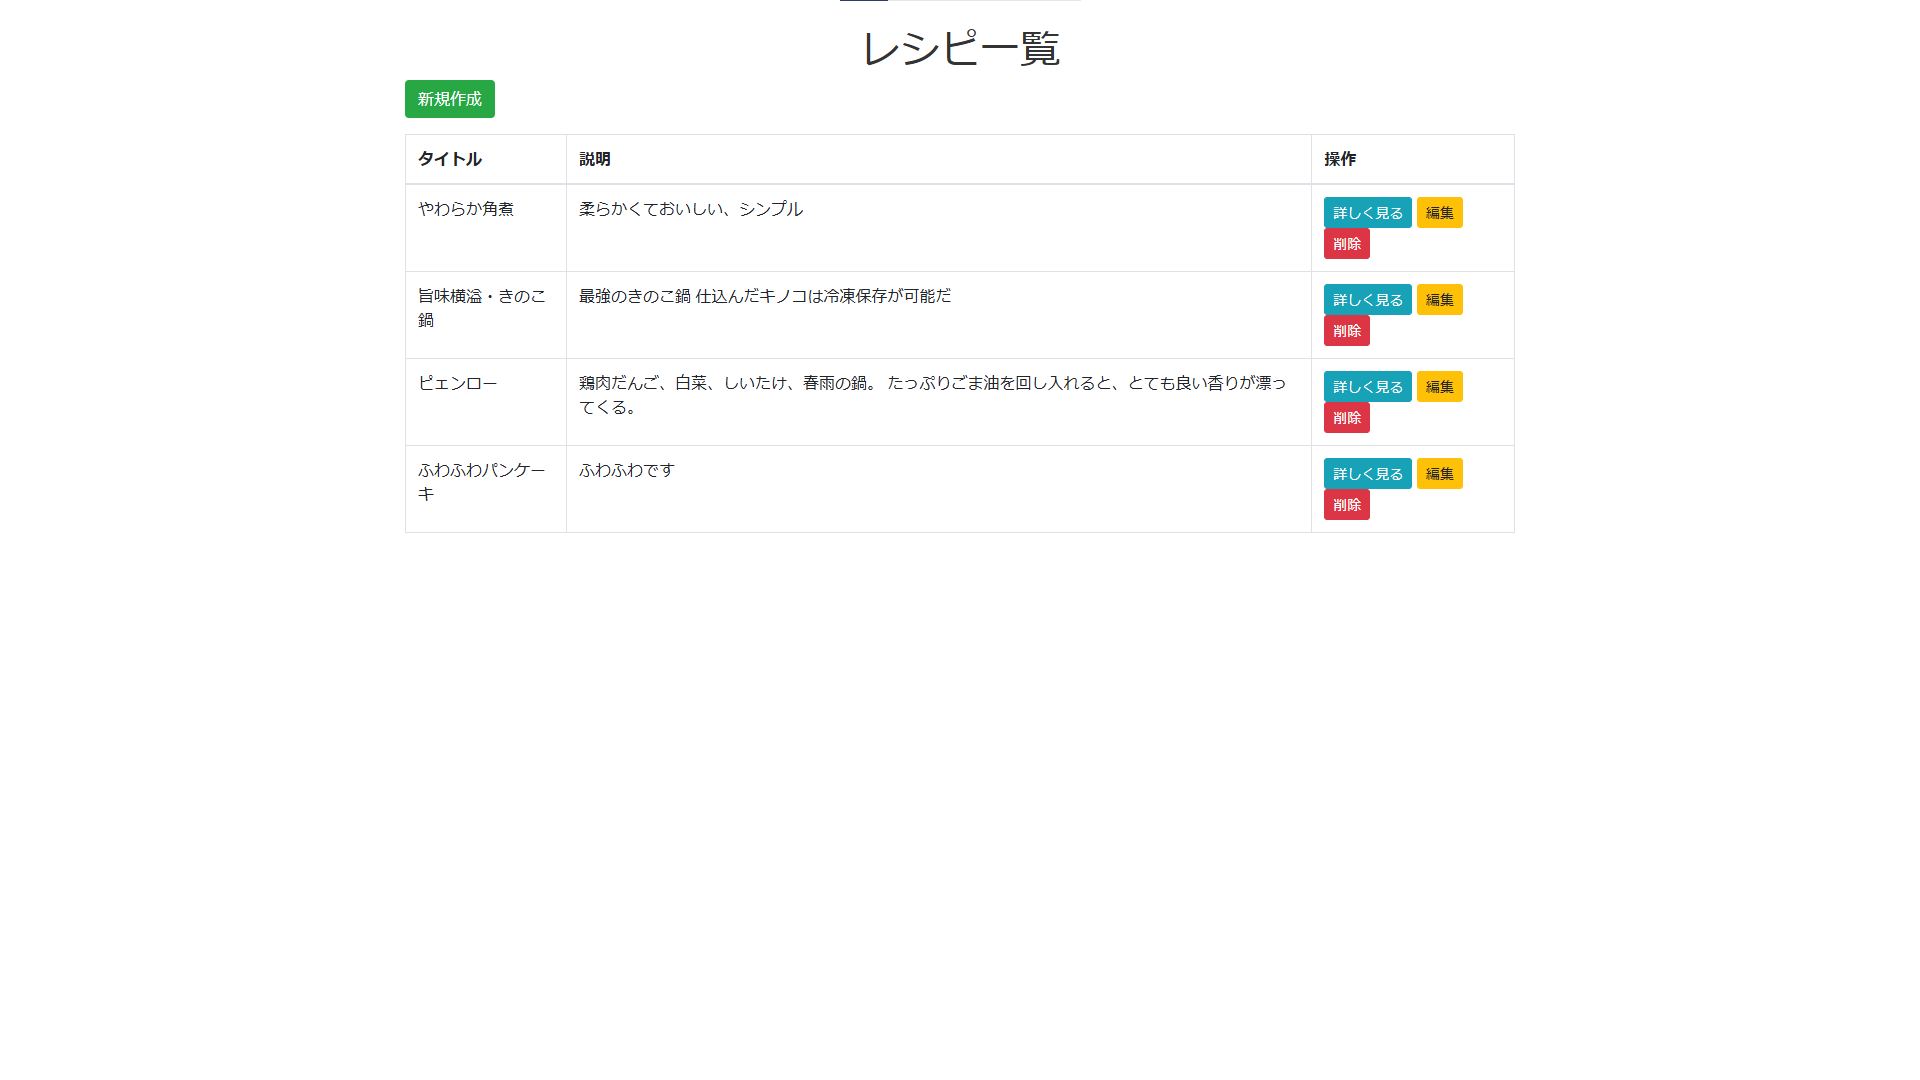 レシピ一覧
新規作成
タイトル 説明 操作
やわらか角煮 柔らかくておいしい、シンプル 詳しく見る 編集
削除
旨味横溢・きのこ 最強のきのこ鍋 仕込んだキノコは冷凍保存が可能だ 詳しく見る 編集
鍋 削除
ピェンロー 鶏肉だんご、白菜、しいたけ、春雨の鍋。 たっぷりごま油を回し入れると、とても良い香りが漂っ 詳しく見る 編集
てくる。 削除
ふわふわパンケー ふわふわです 詳しく見る 編集
キ 削除